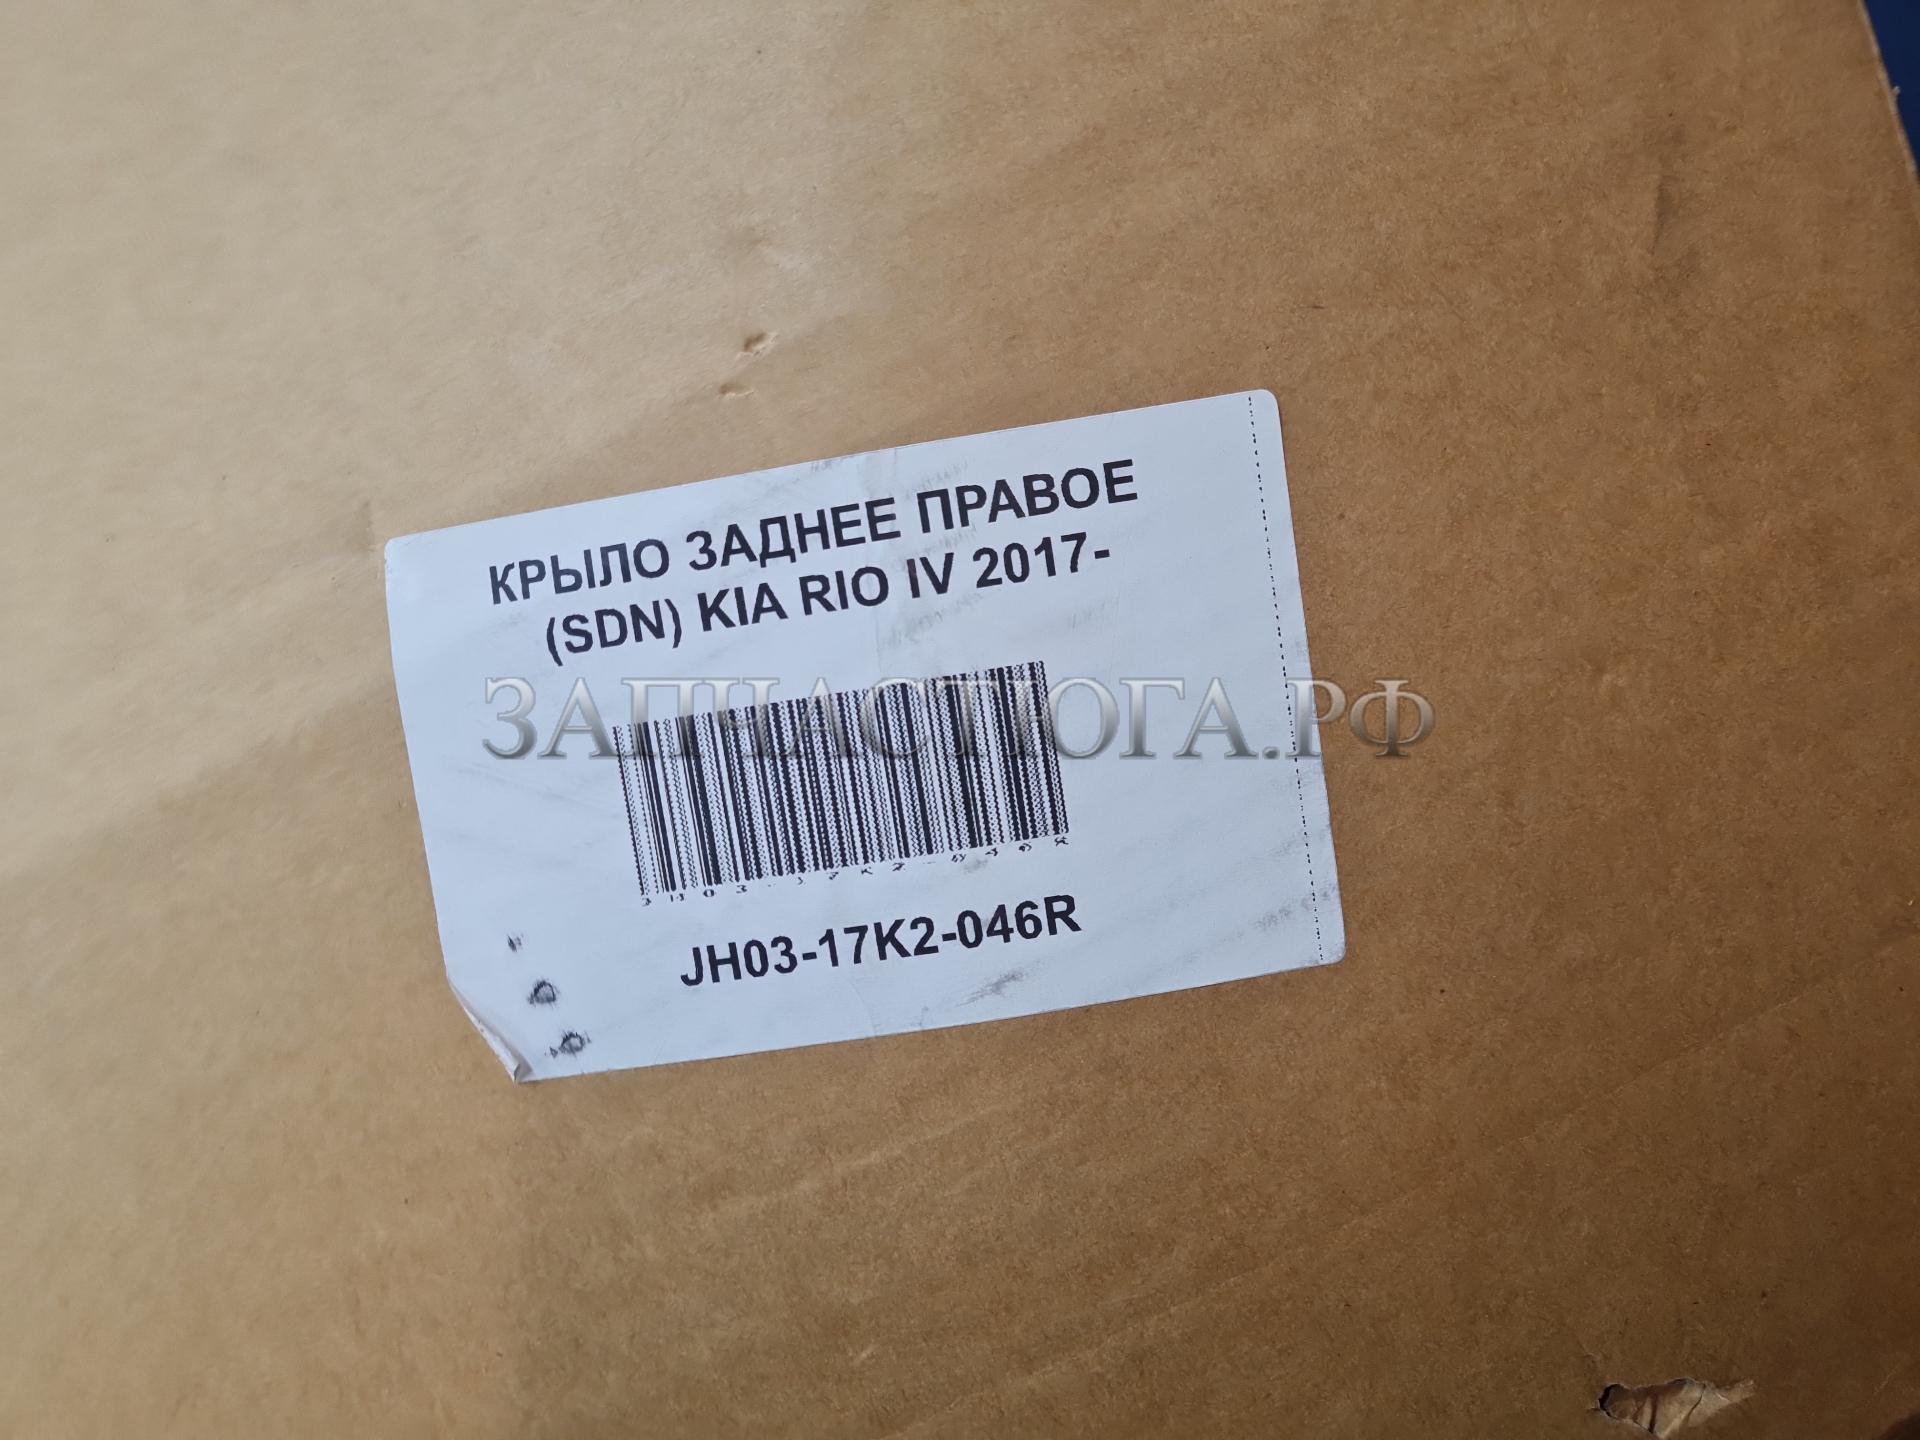 КРЫЛО ЗАДНЕЕ ПРАВОЕ
(SDN) KIA RIO IV 2017-
ЗАПЧАСТЮГА.РФ
JH03-17K2-046R